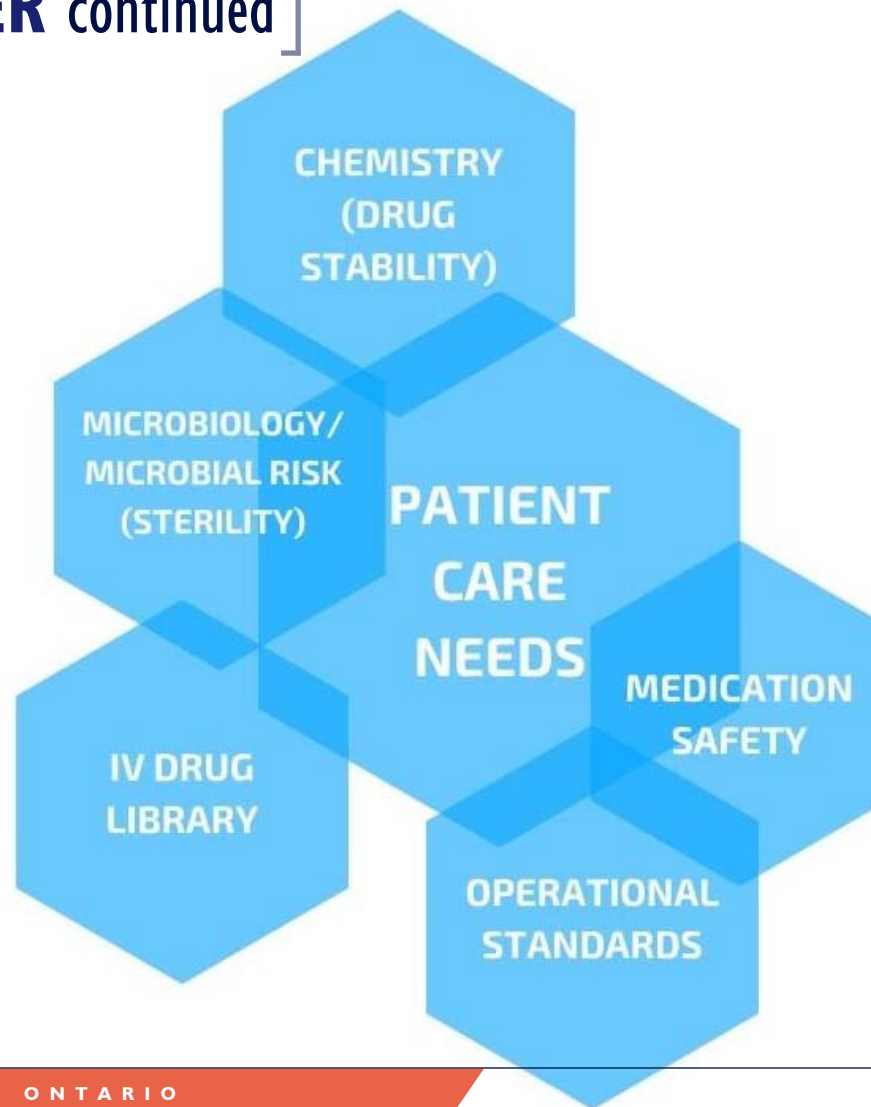 ER continued
CHEMISTRY
(DRUG
STABILITY)
MICROBIOLOGY/
MICROBIAL RISK
(STERILITY)
PATIENT
CARE
NEEDS
MEDICATION
SAFETY
IV DRUG
LIBRARY
OPERATIONAL
STANDARDS
ONTARIO